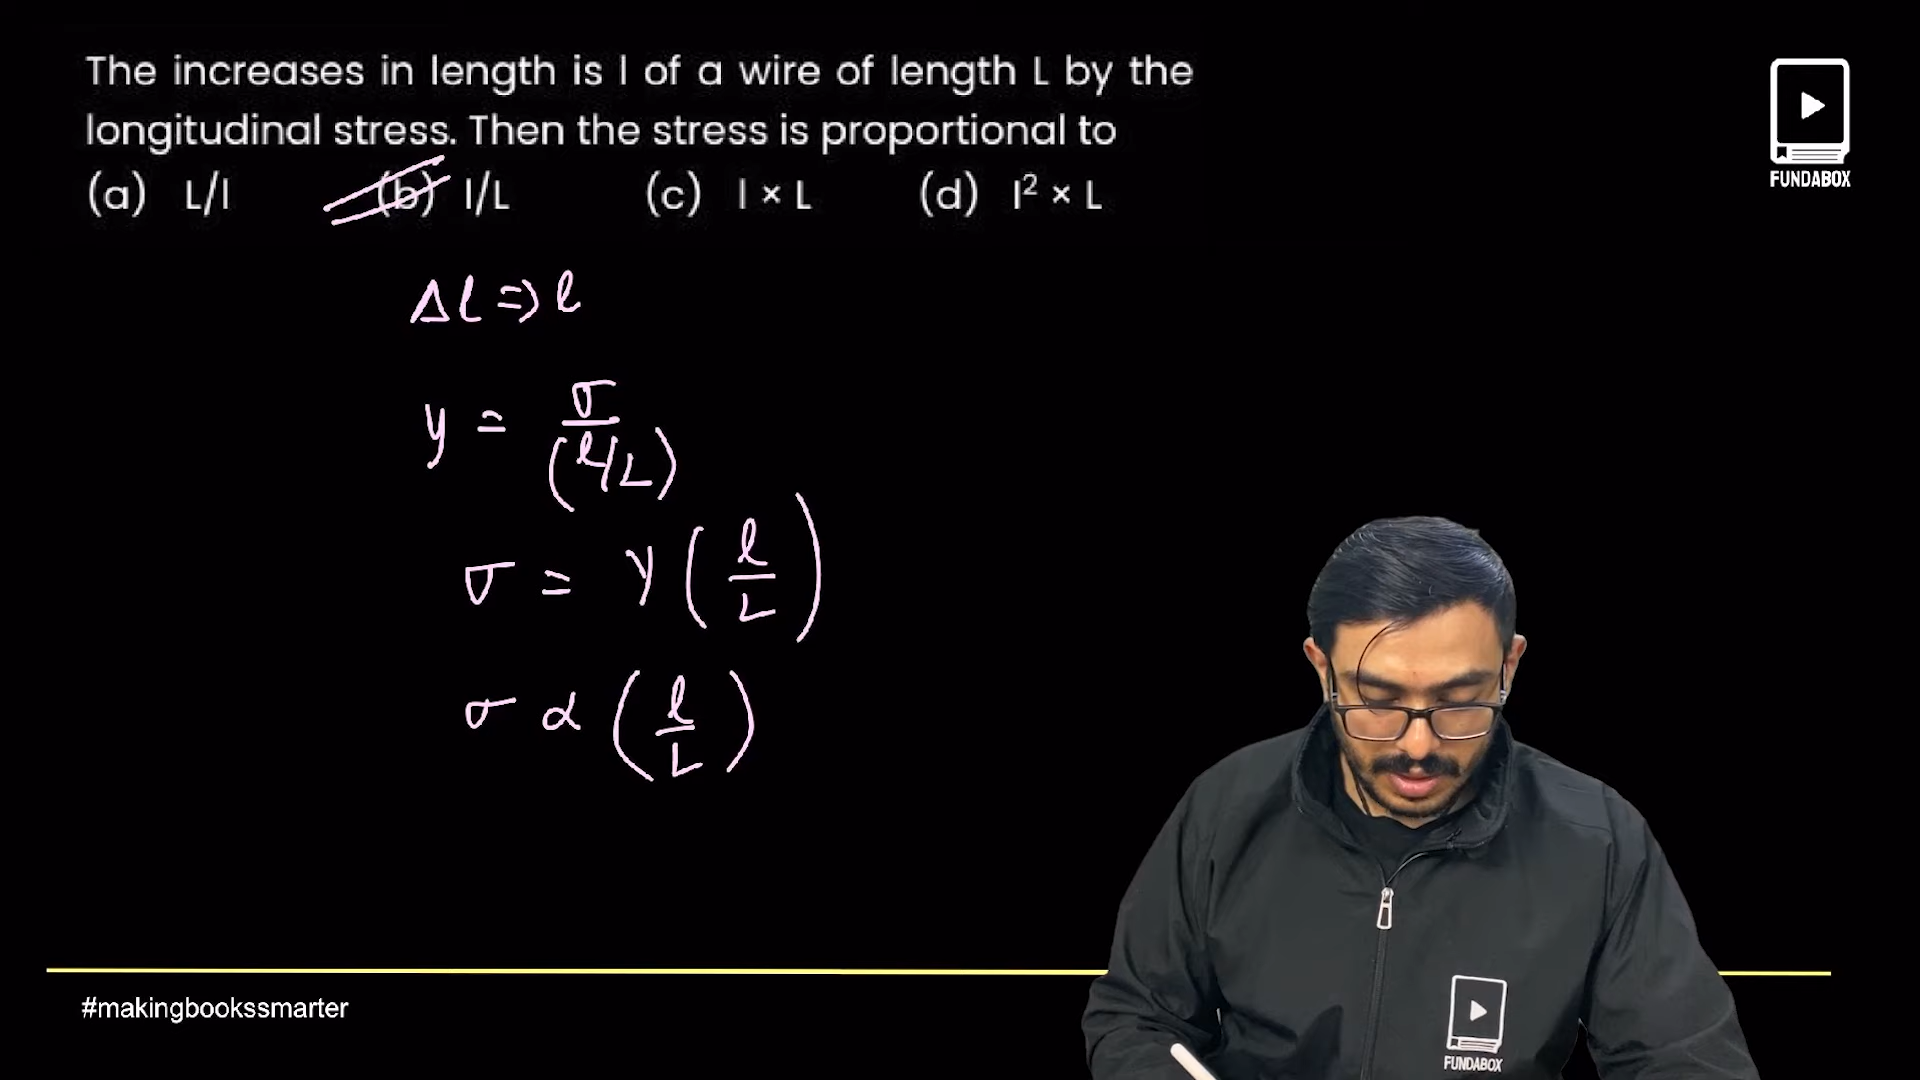 The increases in length is l of a wire of length L by the
longitudinal stress. Then the stress is proportional to
(a) L/l (b) l/L (c) l × L (d) l² × L
FUNDABOX
Δl => l
y = σ/(l/L)
σ = Y(l/L)
σ α (l/L)
#makingbookssmarter
FUNDABOX